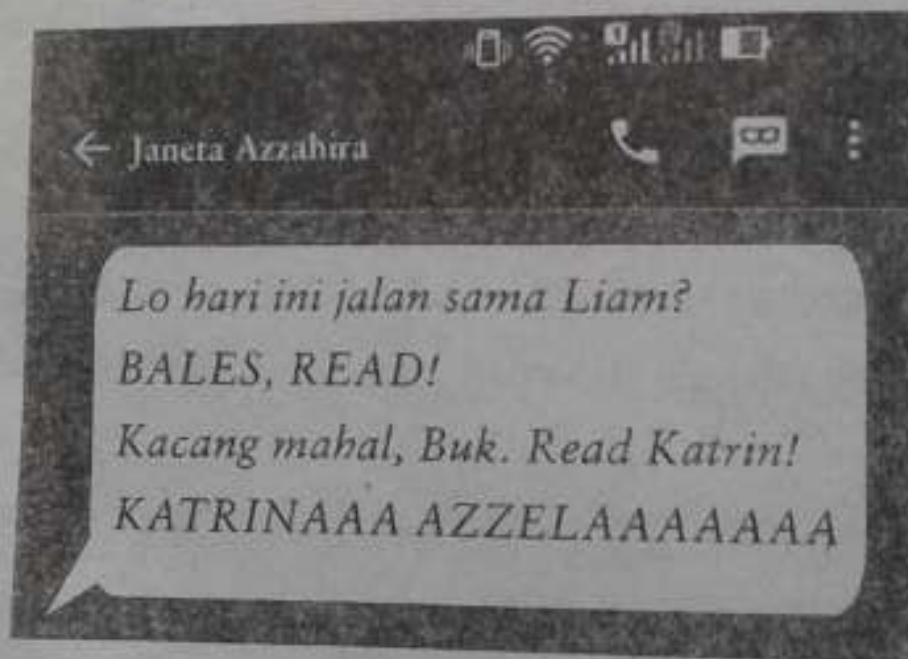 Janeta Azzahira
Lo hari ini jalan sama Liam?
BALES, READ!
Kacang mahal, Buk. Read Katrin!
KATRINAAA AZZELAAAAAAA